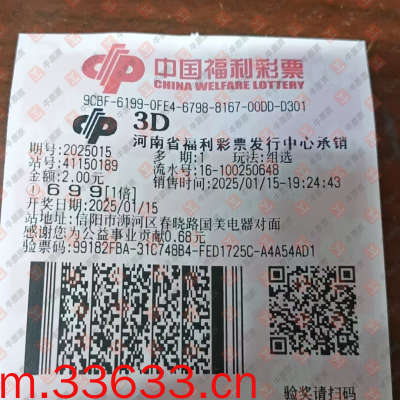 中国福利彩票
CHINA WELFARE LOTTERY
9CBF-6199-0FE4-6798-8167-00DD-D301
3D
河南省福利彩票发行中心承销
期号:2025015 多期:1 玩法:组选
站号:41150189 流水号:16-100250648
金额:2.00元 销售时间:2025/01/15-19:24:43
① 699[1倍]
开奖日期:2025/01/15
站地址:信阳市浉河区春晓路国美电器对面
感谢您为公益事业贡献0.68元
验票码:99182FBA-31C748B4-FED1725C-A4A54AD1
m.33633.cn
验奖请扫码